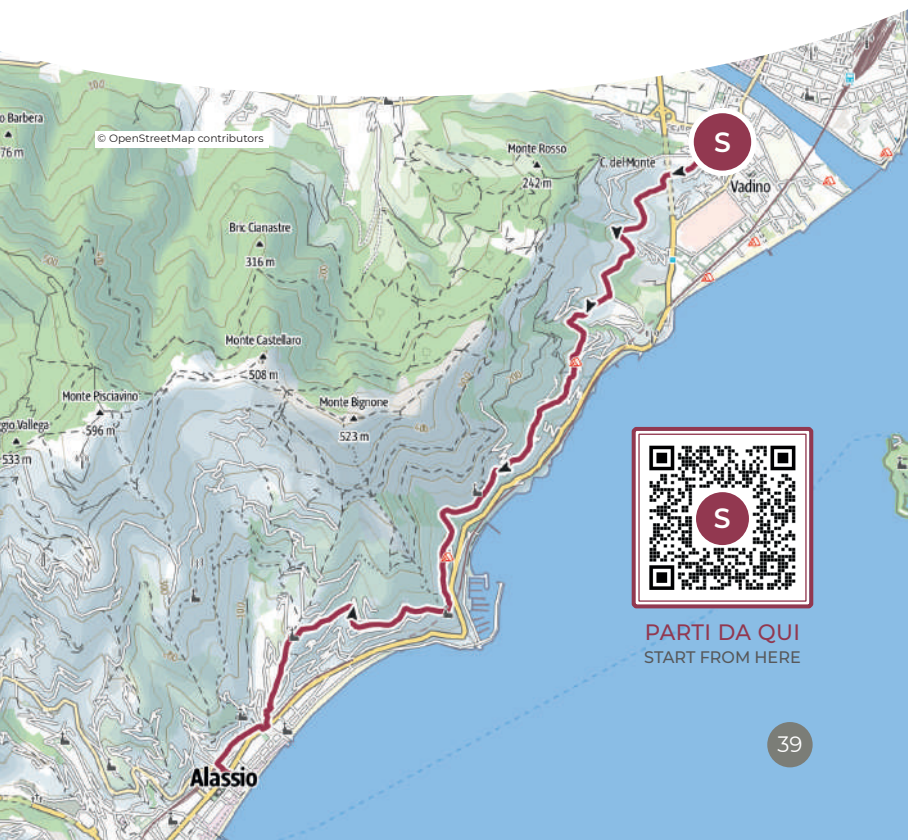 o Barbera
76 m
© OpenStreetMap contributors
Monte Rosso
242 m
C. del Monte
S
Vadino
Bric Cianastre
316 m
Monte Castellaro
508 m
Monte Pisciavino
596 m
Monte Bignone
523 m
gio Vallega
533 m
S
PARTI DA QUI
START FROM HERE
39
Alassio